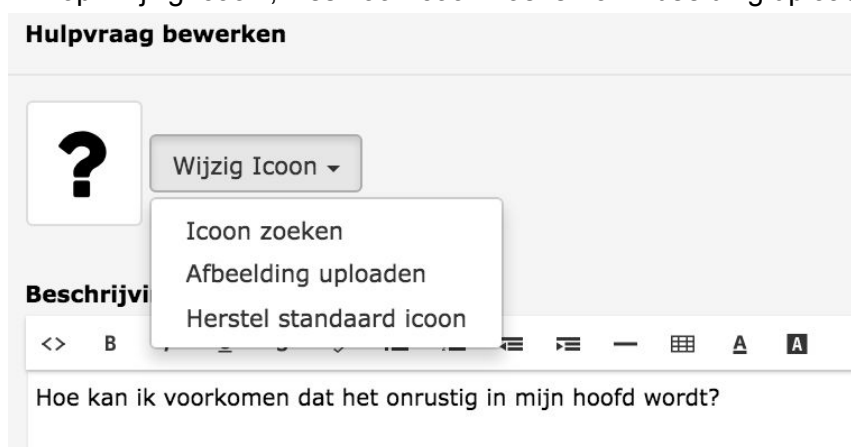 Hulpvraag bewerken
?
Wijzig Icoon
Icoon zoeken
Afbeelding uploaden
Herstel standaard icoon
<> B A A
Hoe kan ik voorkomen dat het onrustig in mijn hoofd wordt?